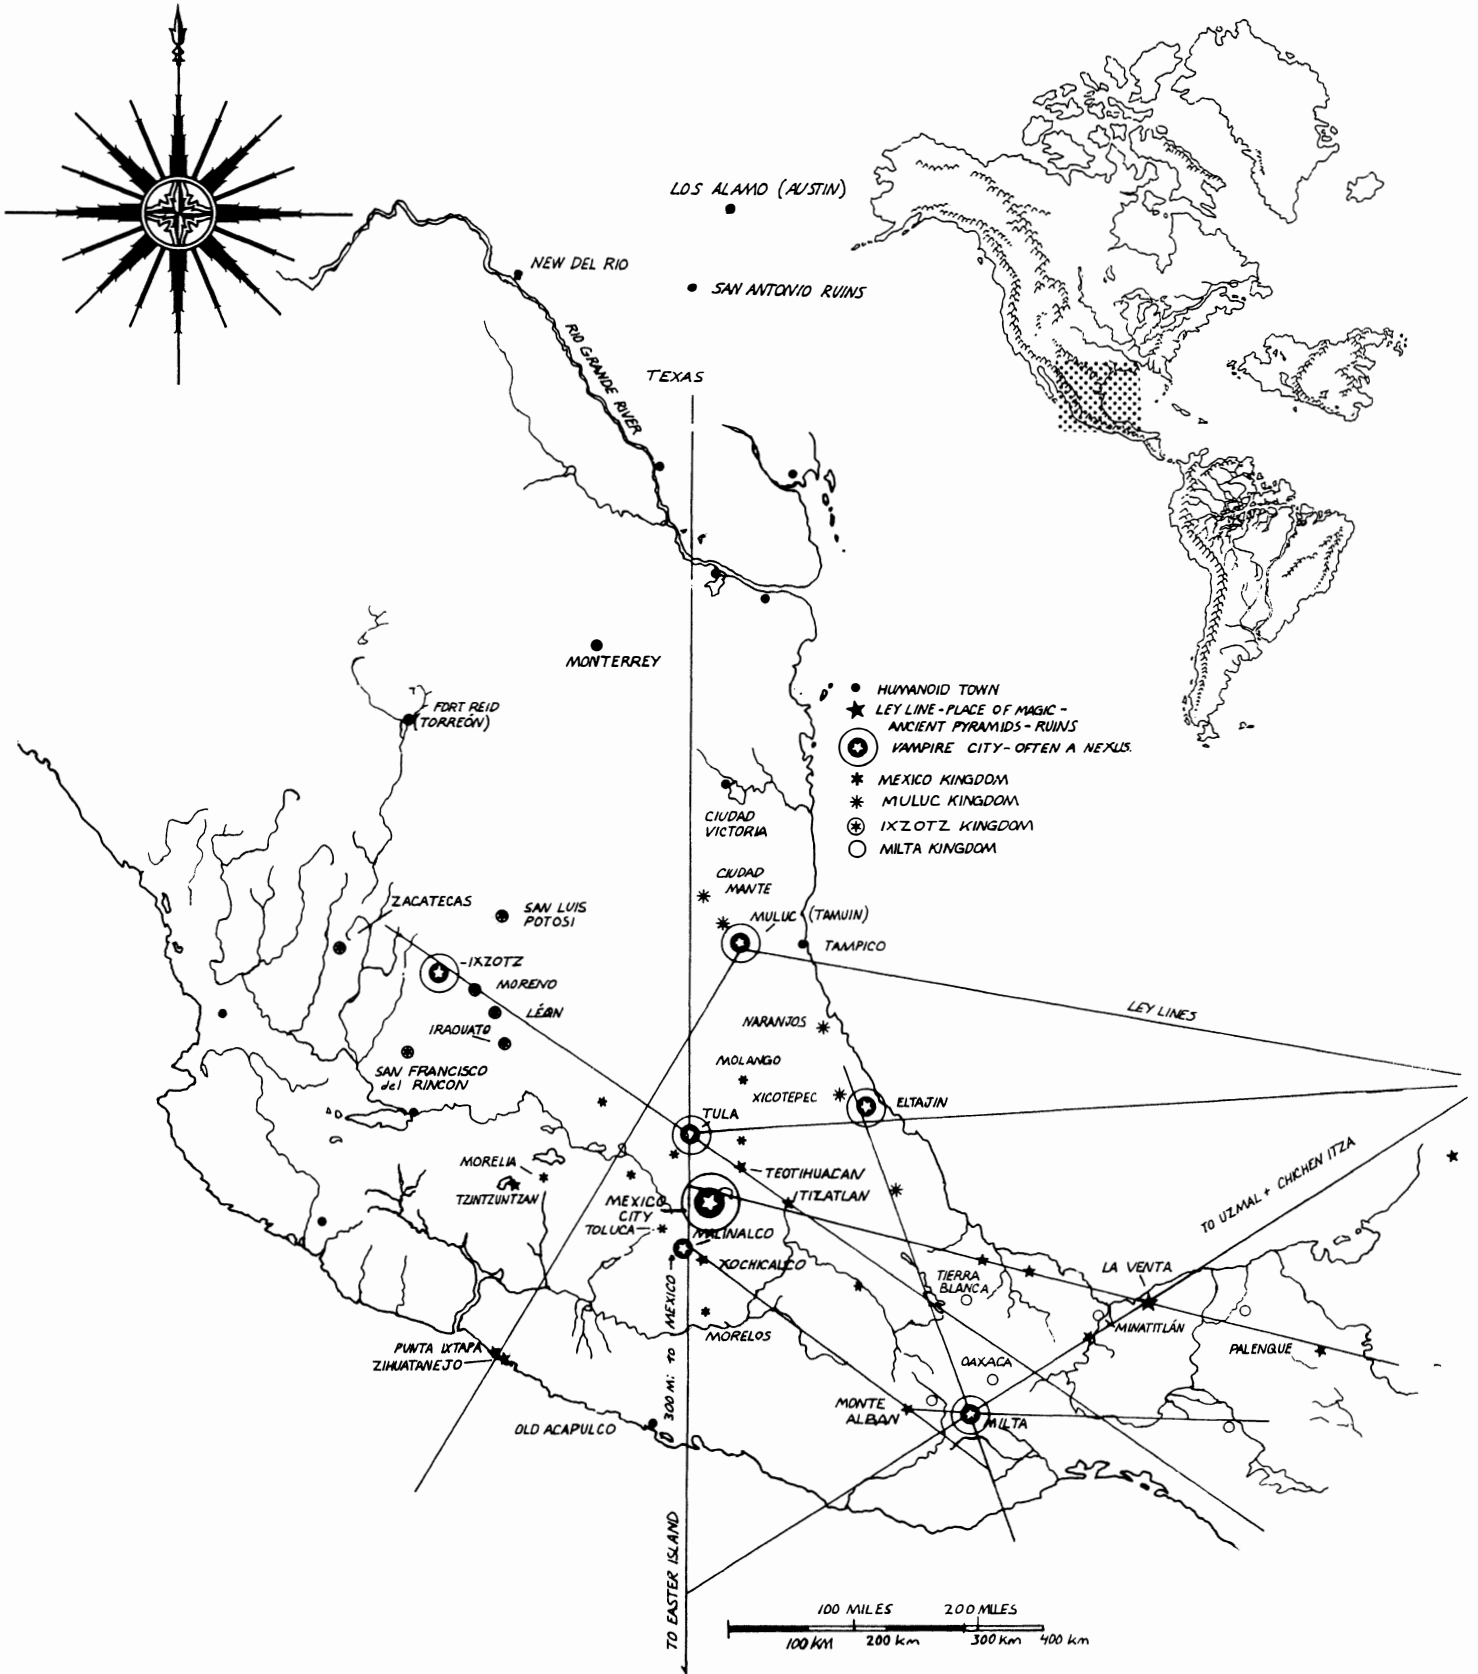 LOS ALAMO (AUSTIN)
NEW DEL RIO
SAN ANTONIO RUINS
RIO GRANDE RIVER
TEXAS
MONTERREY
HUMANOID TOWN
LEY LINE - PLACE OF MAGIC -
ANCIENT PYRAMIDS - RUINS
VAMPIRE CITY - OFTEN A NEXUS.
MEXICO KINGDOM
MULUC KINGDOM
IXZOTZ KINGDOM
MILTA KINGDOM
FORT REID
(TORREÓN)
CIUDAD
VICTORIA
CIUDAD
MANTE
ZACATECAS
SAN LUIS
POTOSI
MULUC (TAMUIN)
TAMPICO
-IXZOTZ
MORENO
LÉON
LEY LINES
IRAOUATO
NARANJOS
SAN FRANCISCO
del RINCON
MOLANGO
XICOTEPEC
ELTAJIN
TULA
MORELIA
TZINTZUNTZAN
TEOTIHUACAN
ITIZATLAN
MEXICO
CITY
TOLUCA
MALINALCO
XOCHICALCO
TO UZMAL + CHICHEN ITZA
TIERRA
BLANCA
LA VENTA
MINATITLÁN
MORELOS
PALENQUE
PUNTA IXTAPA
ZIHUATANEJO
OAXACA
300 Mi TO MEXICO
MONTE
ALBAN
MILTA
OLD ACAPULCO
TO EASTER ISLAND
100 MILES 200 MILES
100 KM 200 Km 300 Km 400 Km